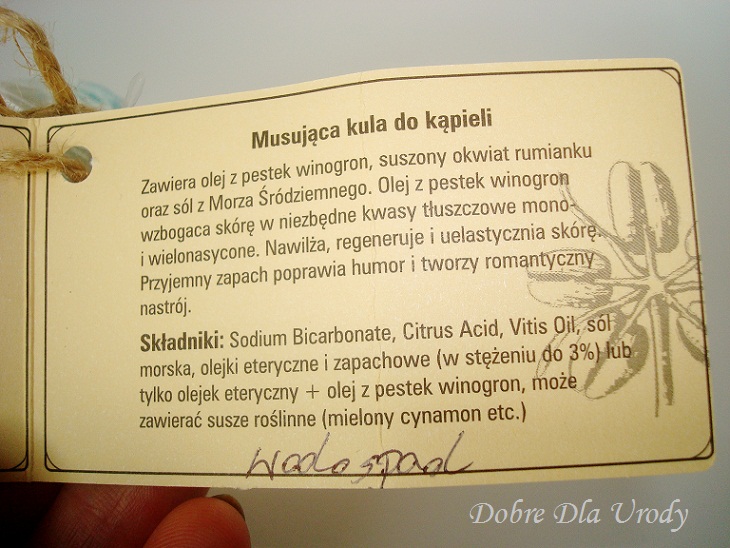 Musująca kula do kąpieli
Zawiera olej z pestek winogron, suszony okwiat rumianku
oraz sól z Morza Śródziemnego. Olej z pestek winogron
wzbogaca skórę w niezbędne kwasy tłuszczowe mono-
i wielonasycone. Nawilża, regeneruje i uelastycznia skórę.
Przyjemny zapach poprawia humor i tworzy romantyczny
nastrój.
Składniki: Sodium Bicarbonate, Citrus Acid, Vitis Oil, sól
morska, olejki eteryczne i zapachowe (w stężeniu do 3%) lub
tylko olejek eteryczny + olej z pestek winogron, może
zawierać susze roślinne (mielony cynamon etc.)
wodospad
Dobre Dla Urody